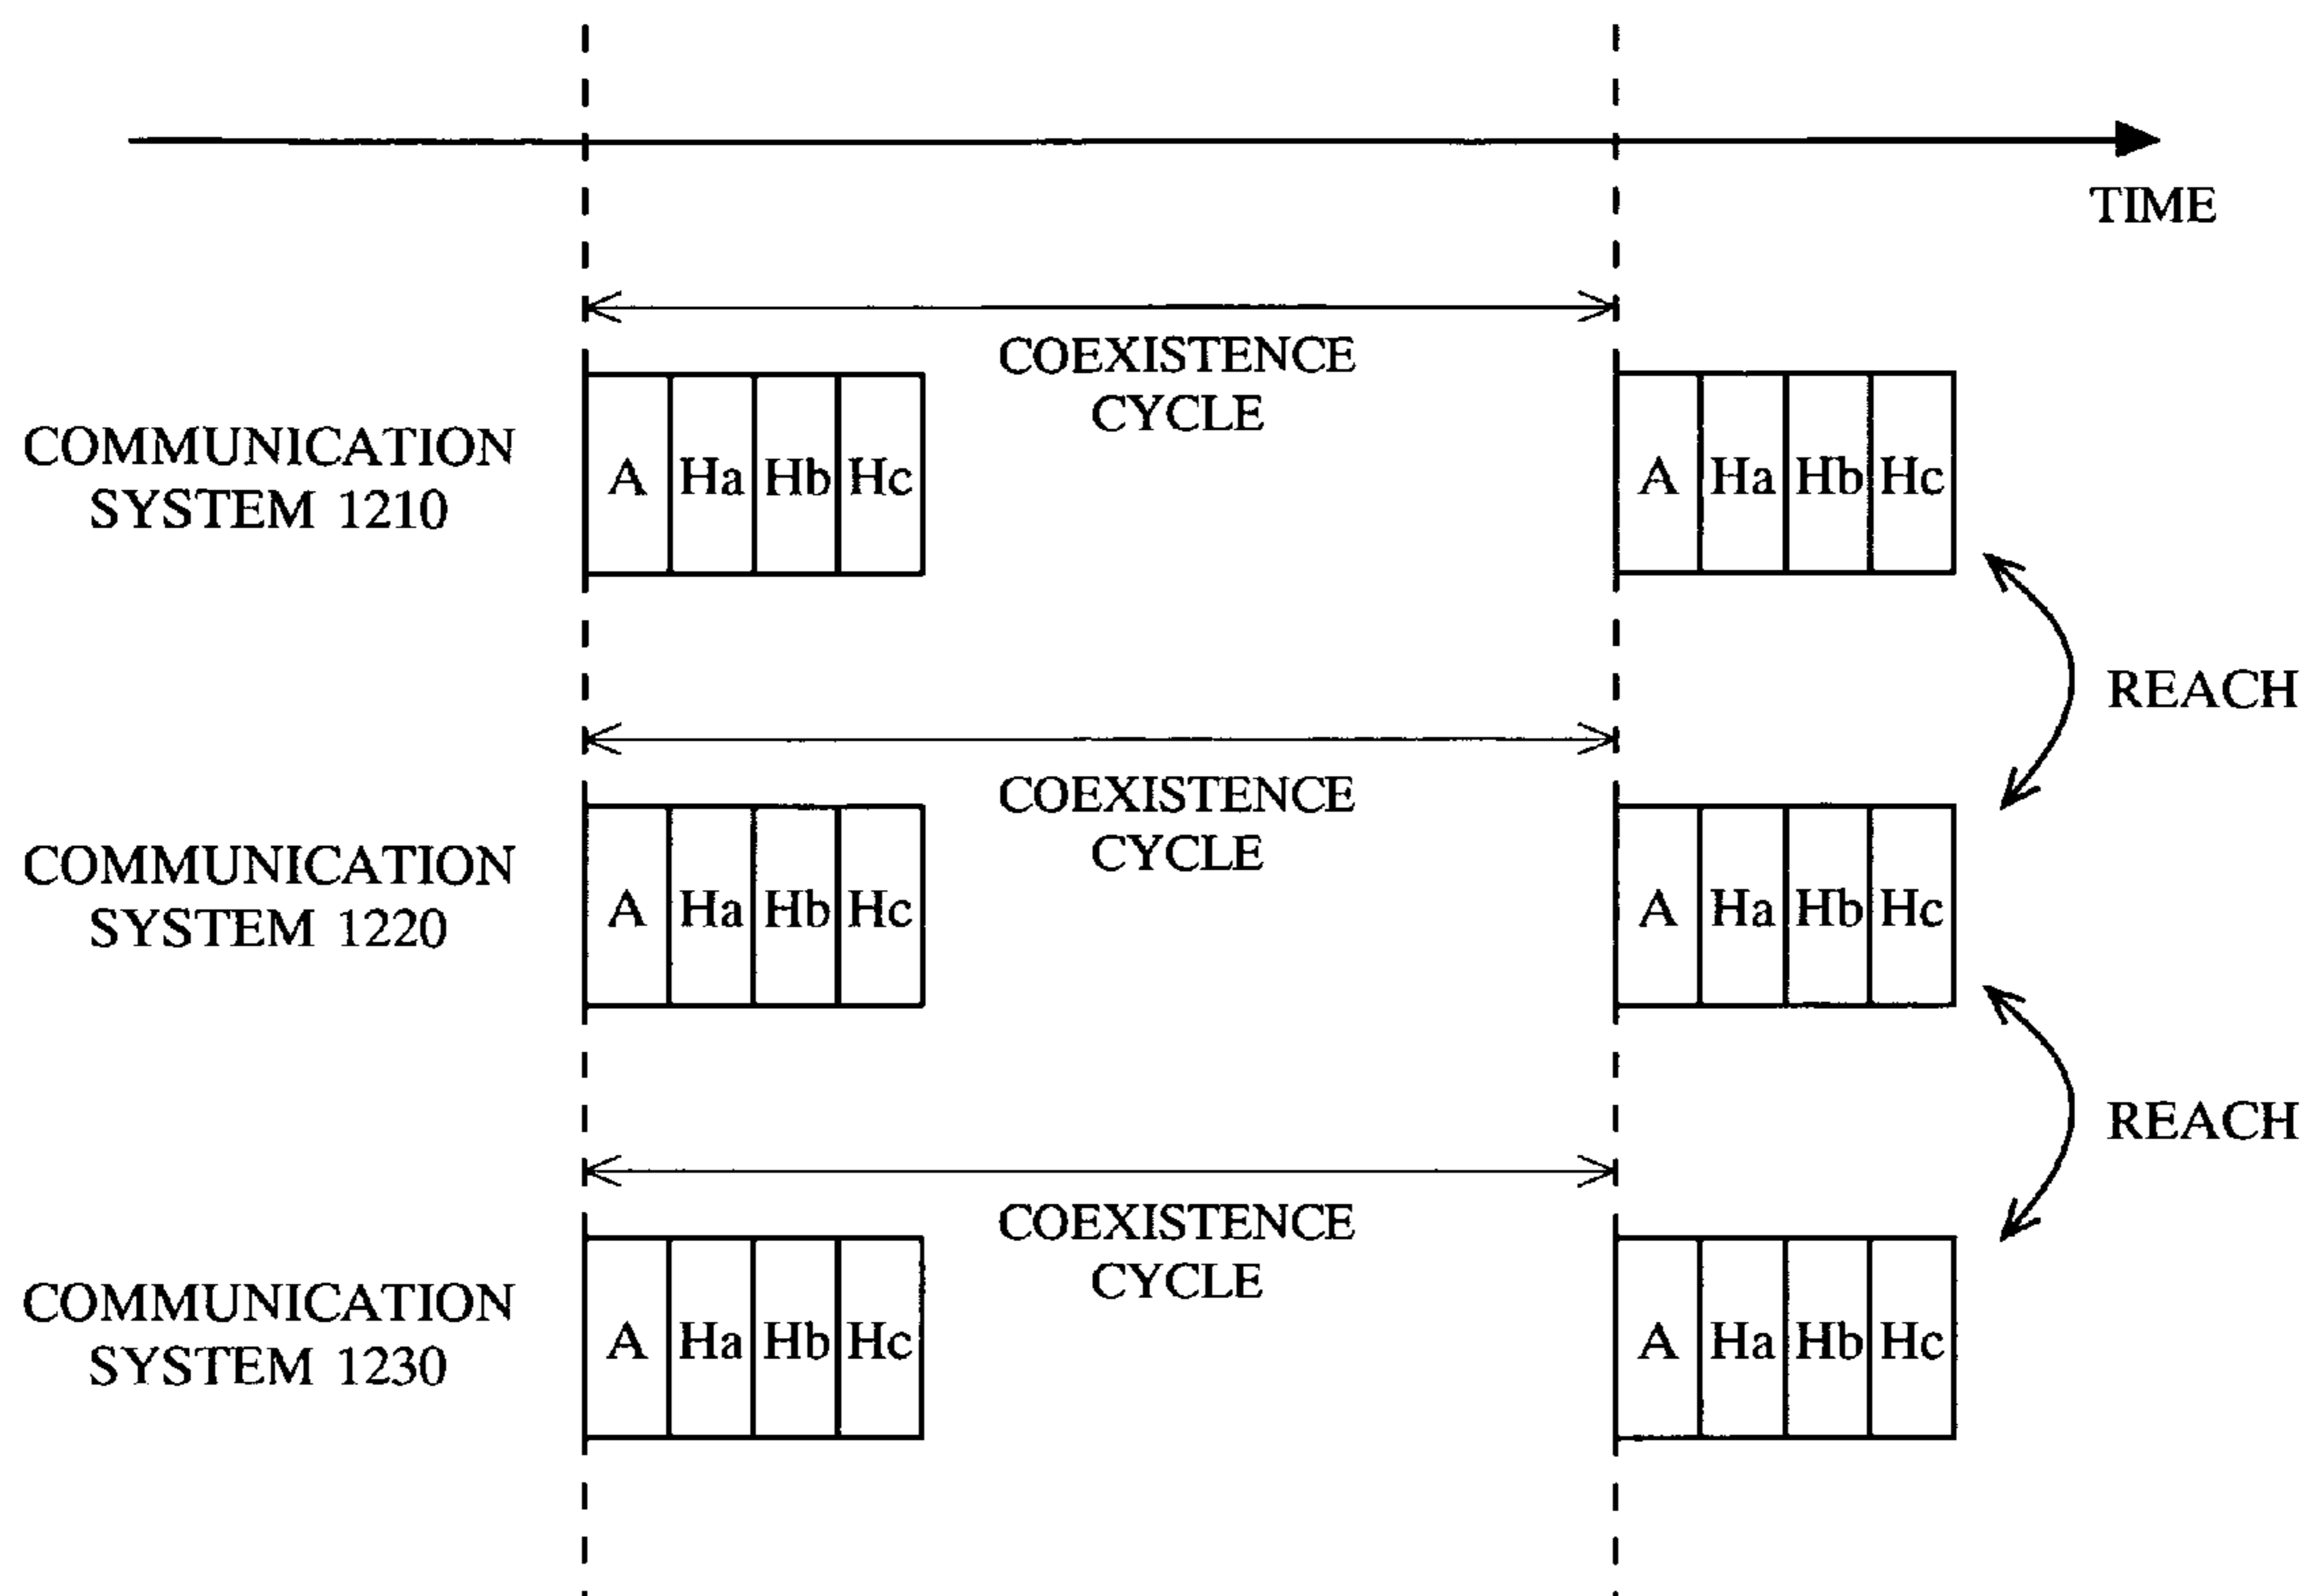 TIME
COEXISTENCE
CYCLE
COMMUNICATION
SYSTEM 1210
A Ha Hb Hc
A Ha Hb Hc
REACH
COEXISTENCE
CYCLE
COMMUNICATION
SYSTEM 1220
A Ha Hb Hc
A Ha Hb Hc
REACH
COEXISTENCE
CYCLE
COMMUNICATION
SYSTEM 1230
A Ha Hb Hc
A Ha Hb Hc